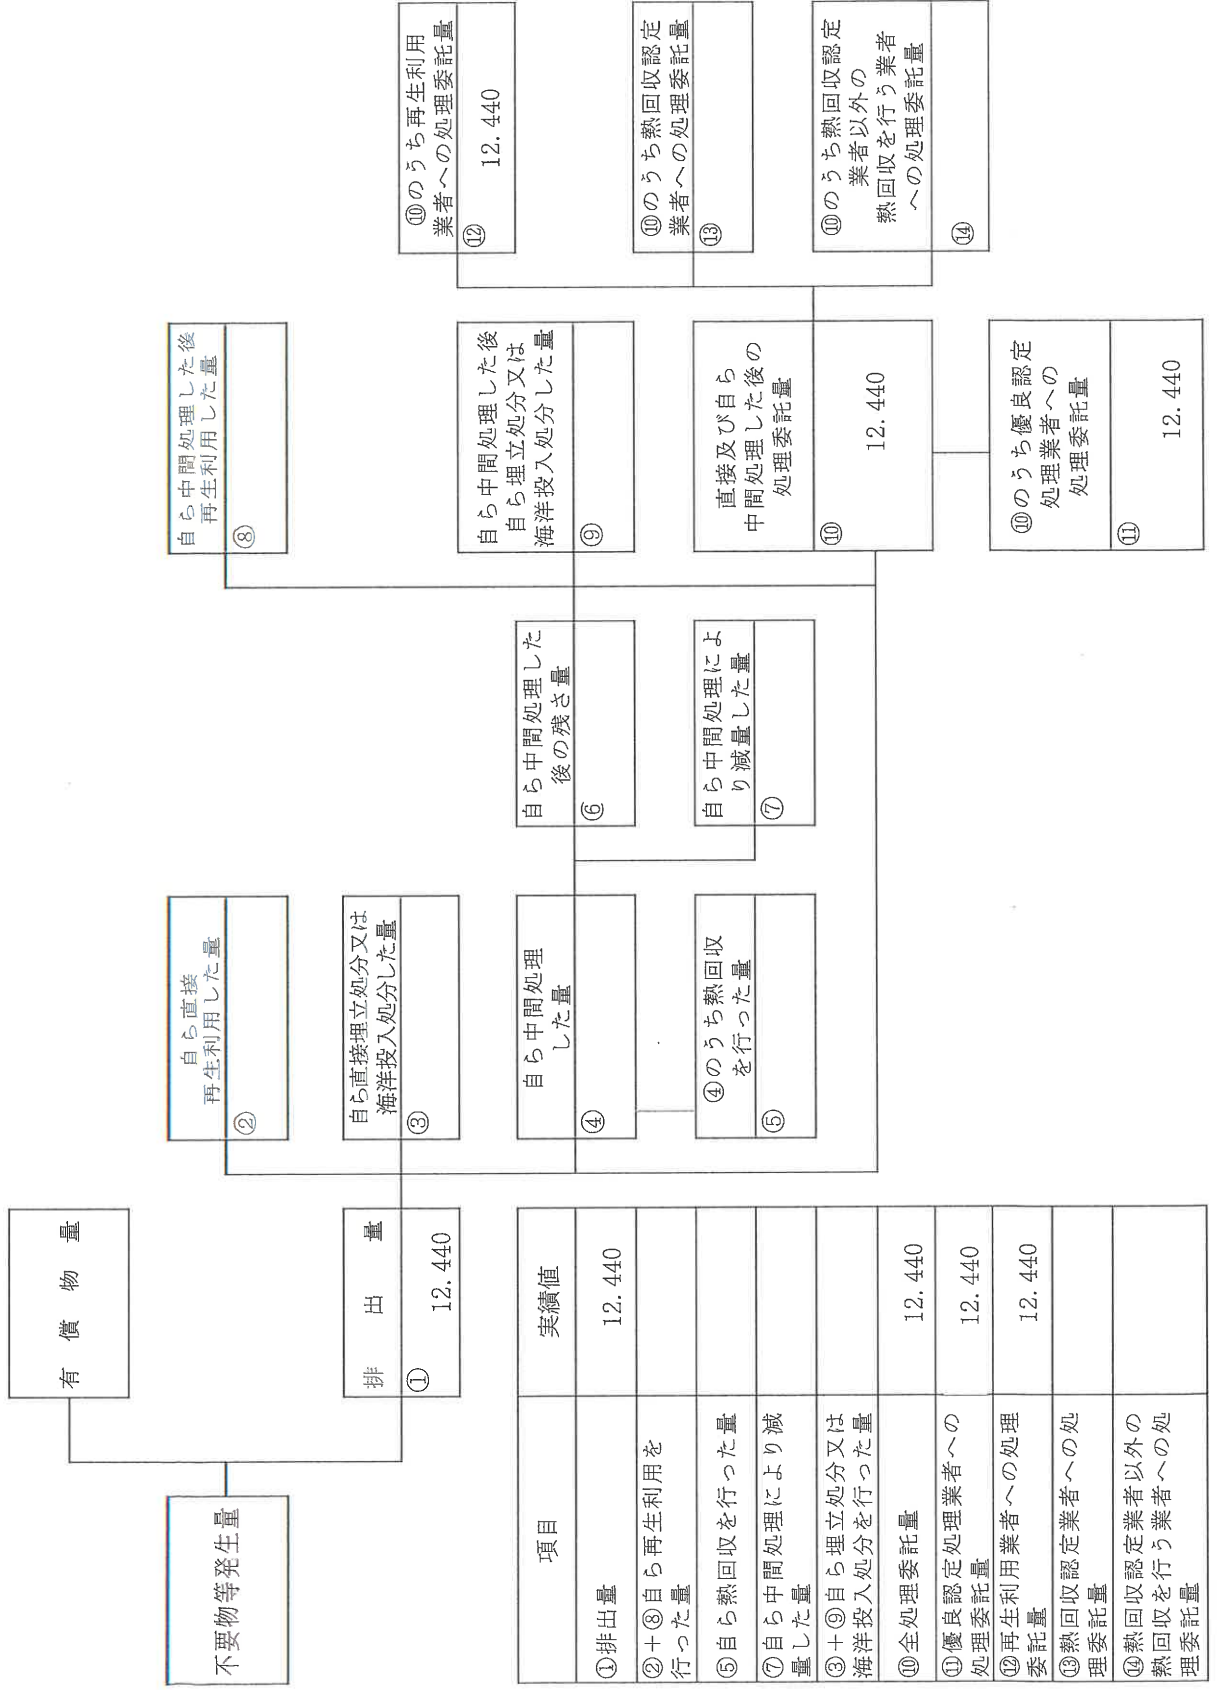 不要物等発生量
有償物量
排出量
①
12.440
自ら直接
再生利用した量
②
自ら直接埋立処分又は
海洋投入処分した量
③
自ら中間処理
した量
④
④のうち熱回収
を行った量
⑤
自ら中間処理した
後の残さ量
⑥
自ら中間処理によ
り減量した量
⑦
自ら中間処理した後
再生利用した量
⑧
自ら中間処理した後
自ら埋立処分又は
海洋投入処分した量
⑨
直接及び自ら
中間処理した後の
処理委託量
⑩
12.440
⑩のうち優良認定
処理業者への
処理委託量
⑪
12.440
⑩のうち再生利用
業者への処理委託量
⑫
12.440
⑩のうち熱回収認定
業者への処理委託量
⑬
⑩のうち熱回収認定
業者以外の
熱回収を行う業者
への処理委託量
⑭
項目 実績値
①排出量 12.440
②+⑧自ら再生利用を
行った量
⑤自ら熱回収を行った量
⑦自ら中間処理により減
量した量
③+⑨自ら埋立処分又は
海洋投入処分を行った量
⑩全処理委託量 12.440
⑪優良認定処理業者への
処理委託量 12.440
⑫再生利用業者への処理
委託量 12.440
⑬熱回収認定業者への処
理委託量
⑭熱回収認定業者以外の
熱回収を行う業者への処
理委託量